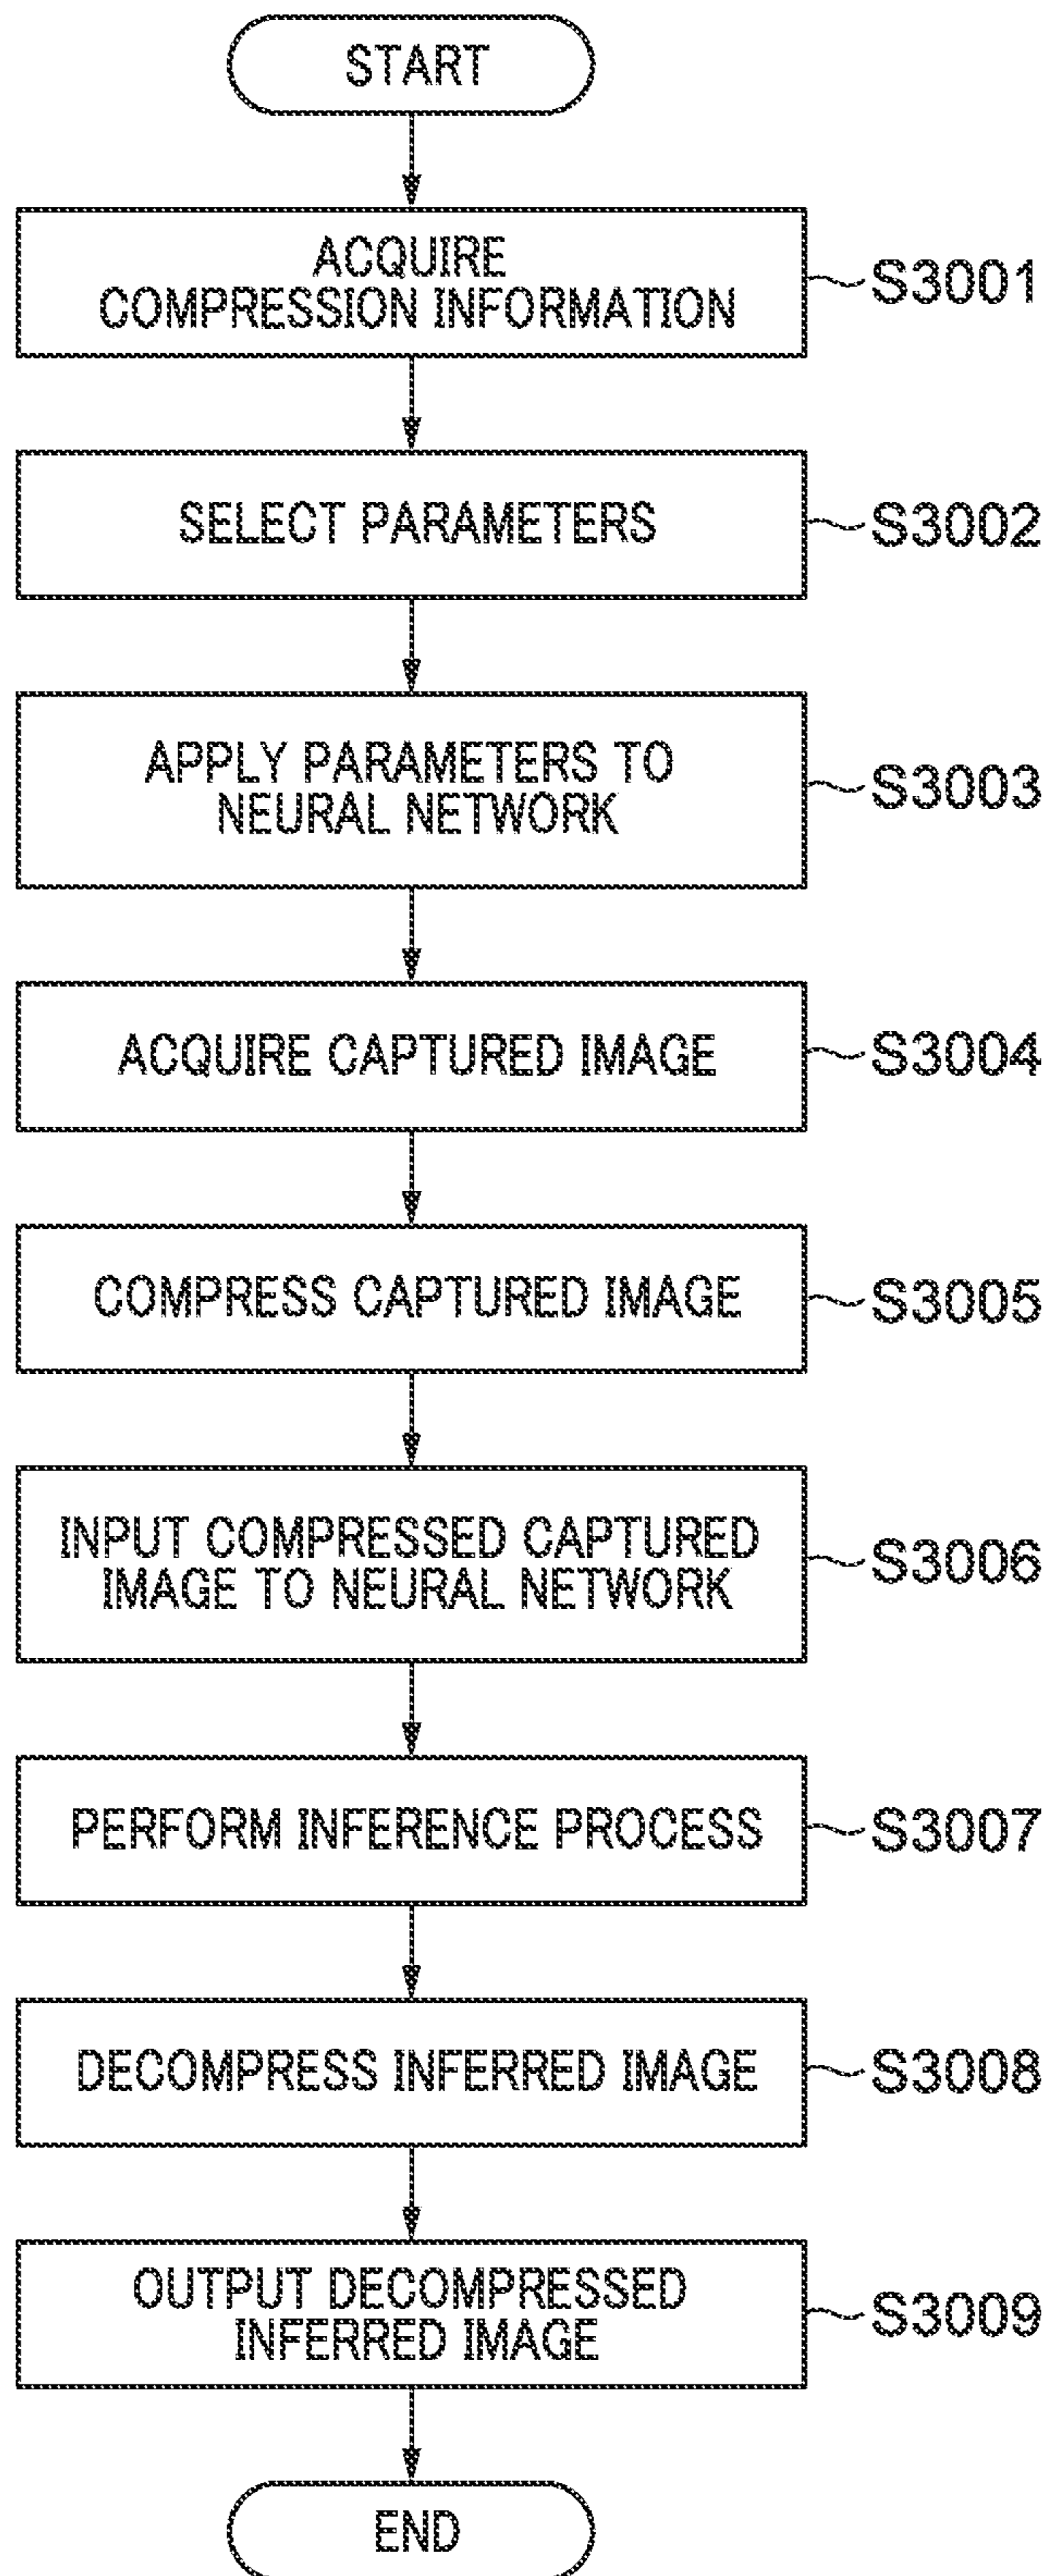 START
ACQUIRE
COMPRESSION INFORMATION
S3001
SELECT PARAMETERS
S3002
APPLY PARAMETERS TO
NEURAL NETWORK
S3003
ACQUIRE CAPTURED IMAGE
S3004
COMPRESS CAPTURED IMAGE
S3005
INPUT COMPRESSED CAPTURED
IMAGE TO NEURAL NETWORK
S3006
PERFORM INFERENCE PROCESS
S3007
DECOMPRESS INFERRED IMAGE
S3008
OUTPUT DECOMPRESSED
INFERRED IMAGE
S3009
END